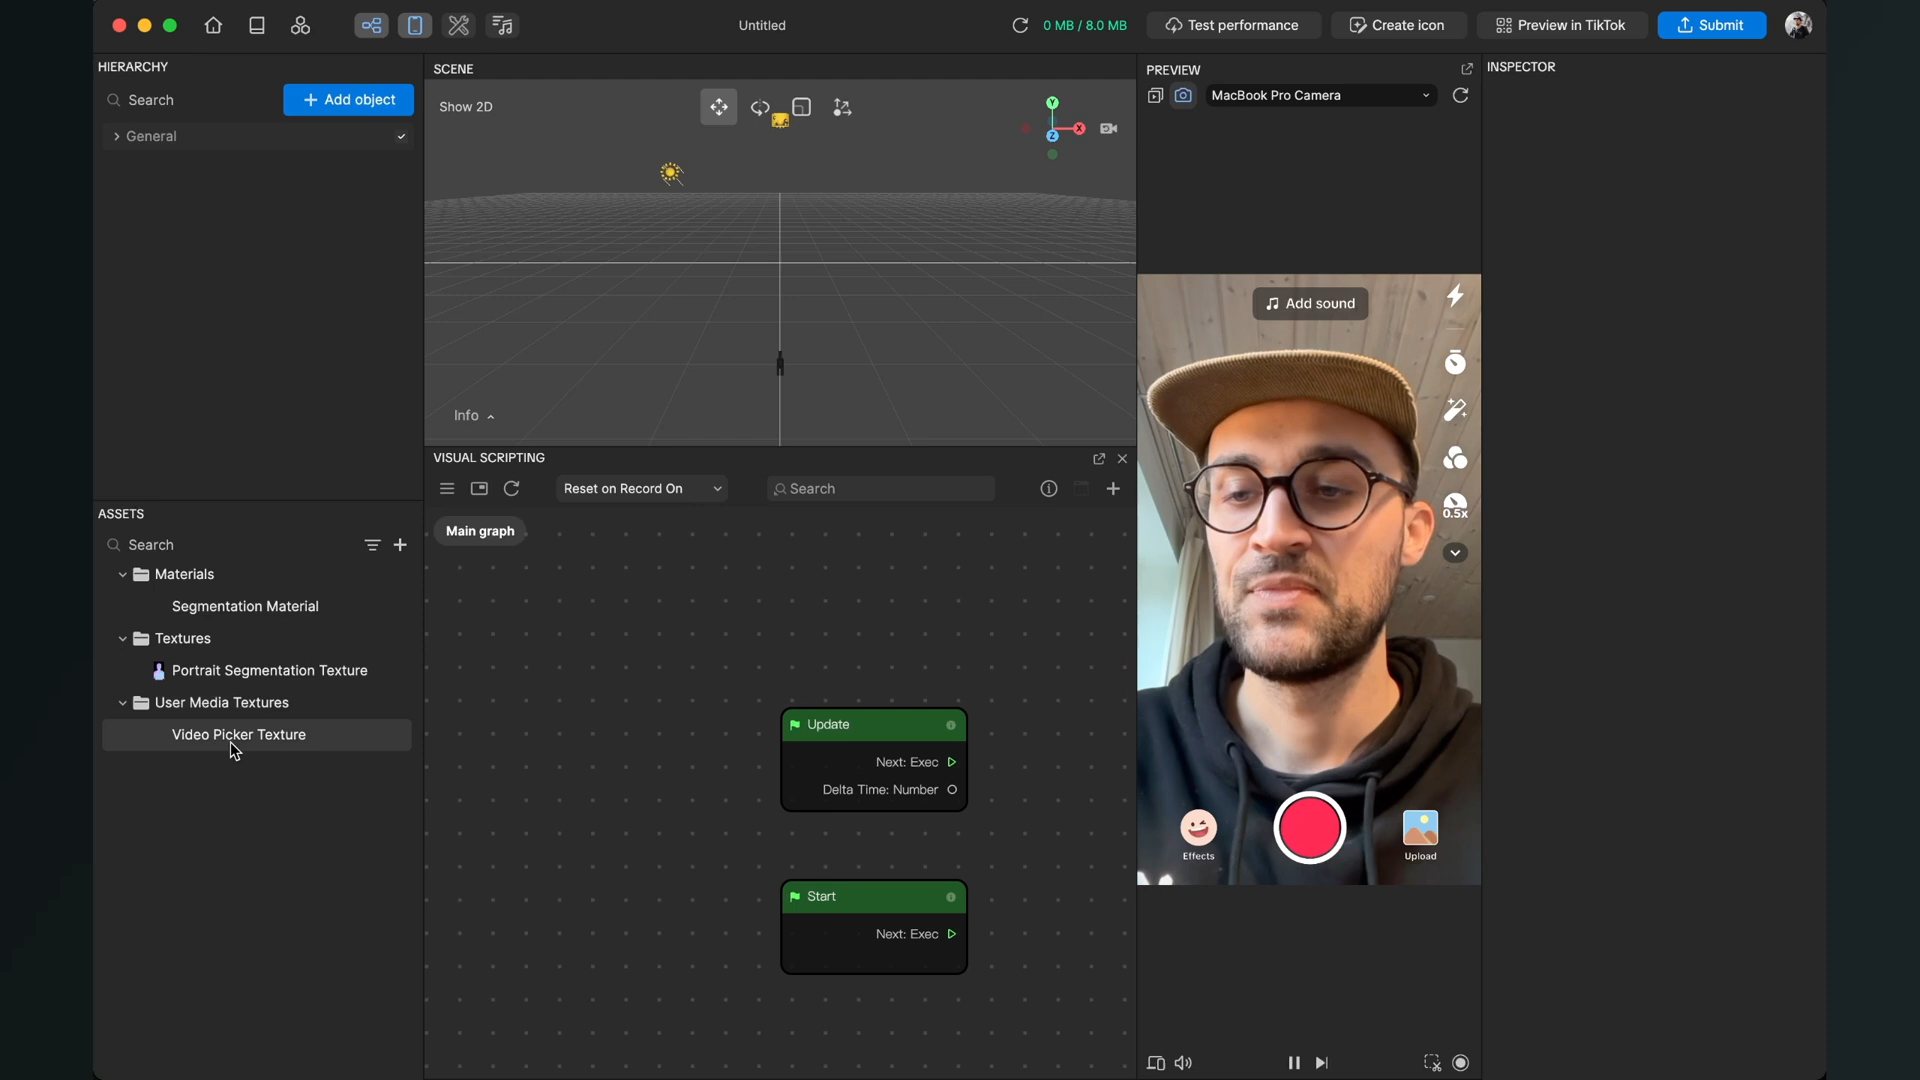 Untitled
0 MB / 8.0 MB
Test performance
Create icon
Preview in TikTok
Submit
HIERARCHY
Search
Add object
General
SCENE
Show 2D
Y
X
Z
Info
PREVIEW
MacBook Pro Camera
INSPECTOR
Add sound
0.5x
Effects
Upload
ASSETS
Search
Materials
Segmentation Material
Textures
Portrait Segmentation Texture
User Media Textures
Video Picker Texture
VISUAL SCRIPTING
Reset on Record On
Search
Main graph
Update
Next: Exec
Delta Time: Number
Start
Next: Exec